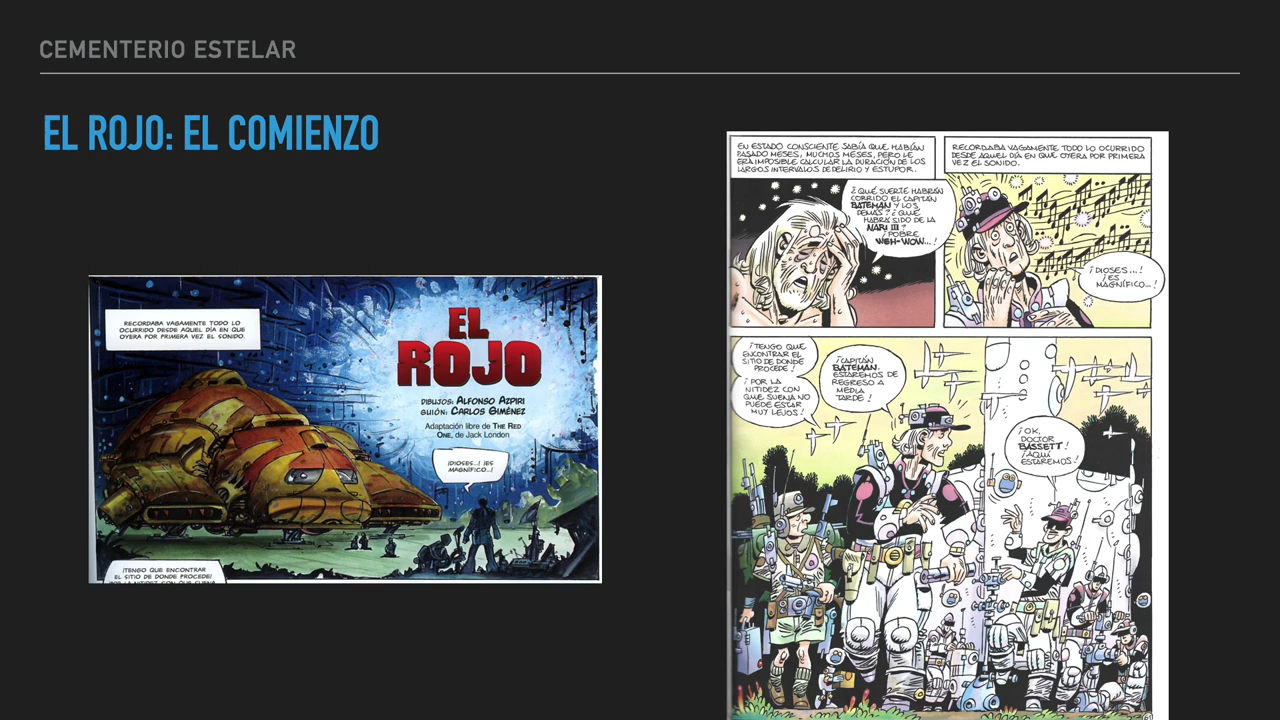 CEMENTERIO ESTELAR
EL ROJO: EL COMIENZO
RECORDABA VAGAMENTE TODO LO
OCURRIDO DESDE AQUEL DÍA EN QUE
OYERA POR PRIMERA VEZ EL SONIDO.
EL
ROJO
DIBUJOS: ALFONSO AZPIRI
GUIÓN: CARLOS GIMÉNEZ
Adaptación libre de THE RED
ONE, de Jack London
¡DIOSES...! ¡ES
MAGNÍFICO...!
¡TENGO QUE ENCONTRAR
EL SITIO DE DONDE PROCEDE!
¡POR LA NITIDEZ CON QUE SUENA
EN ESTADO CONSCIENTE SABÍA QUE HABÍAN
PASADO MESES, MUCHOS MESES, PERO LE
ERA IMPOSIBLE CALCULAR LA DURACIÓN DE LOS
LARGOS INTERVALOS DE DELIRIO Y ESTUPOR.
¿QUÉ SUERTE HABRÁN
CORRIDO EL CAPITÁN
BATEMAN Y LOS
DEMÁS? ¿QUÉ
HABRÁ SIDO DE LA
NARI III?
¡POBRE
WEH-WOW...!
RECORDABA VAGAMENTE TODO LO OCURRIDO
DESDE AQUEL DÍA EN QUE OYERA POR PRIMERA
VEZ EL SONIDO.
¡DIOSES...!
¡ES
MAGNÍFICO...!
¡TENGO QUE
ENCONTRAR EL
SITIO DE DONDE
PROCEDE!
¡POR LA
NITIDEZ CON
QUE SUENA NO
PUEDE ESTAR
MUY LEJOS!
¡CAPITÁN
BATEMAN.
ESTAREMOS DE
REGRESO A
MEDIA
TARDE!
¡OK,
DOCTOR
BASSETT!
¡AQUÍ
ESTAREMOS!